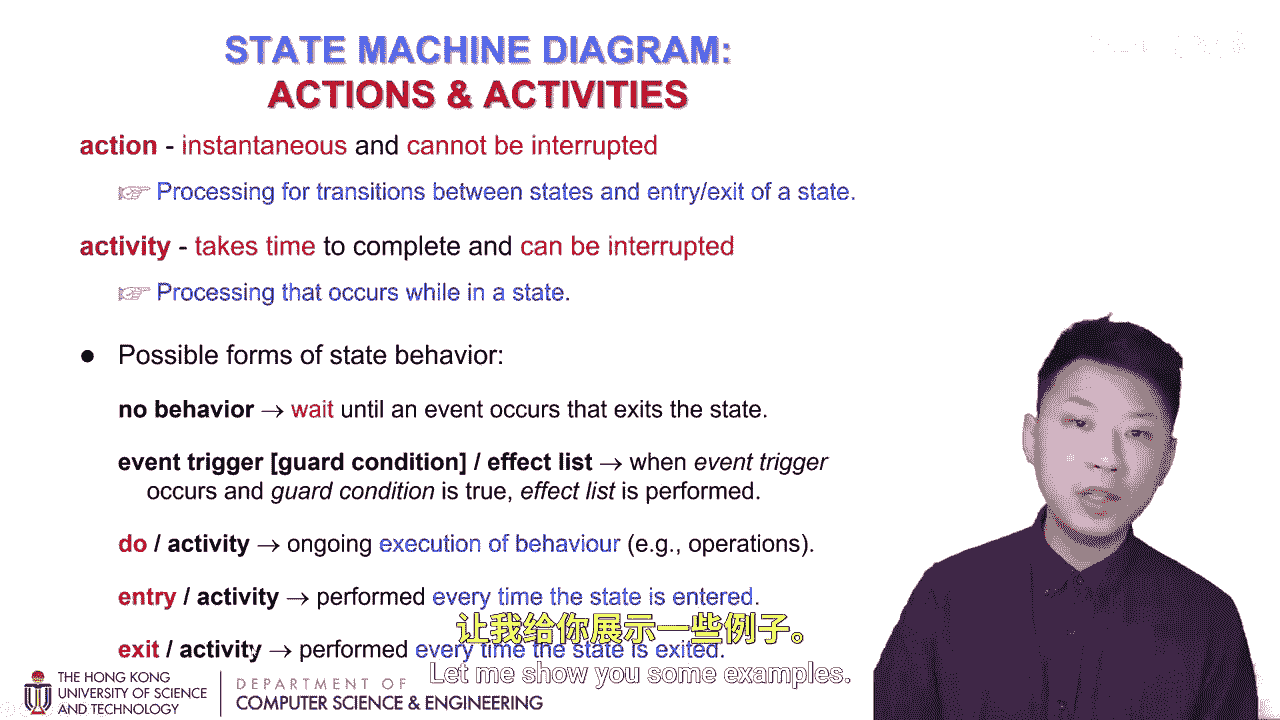 STATE MACHINE DIAGRAM:
ACTIONS & ACTIVITIES
action - instantaneous and cannot be interrupted
☞ Processing for transitions between states and entry/exit of a state.
activity - takes time to complete and can be interrupted
☞ Processing that occurs while in a state.
● Possible forms of state behavior:
no behavior → wait until an event occurs that exits the state.
event trigger [guard condition] / effect list → when event trigger
occurs and guard condition is true, effect list is performed.
do / activity → ongoing execution of behaviour (e.g., operations).
entry / activity → performed every time the state is entered.
exit / activity → performed every time the state is exited.
让我给你展示一些例子。
Let me show you some examples.
THE HONG KONG
UNIVERSITY OF SCIENCE
AND TECHNOLOGY
DEPARTMENT OF
COMPUTER SCIENCE & ENGINEERING